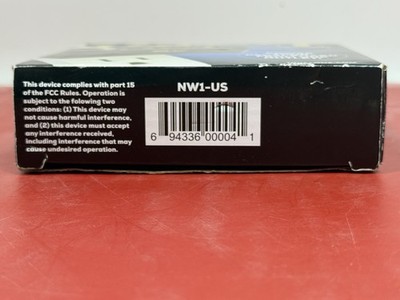 This device complies with part 15
of the FCC Rules. Operation is
subject to the following two
conditions: (1) This device may
not cause harmful interference,
and (2) this device must accept
any interference received,
including interference that may
cause undesired operation.
NW1-US
6 94336 00004 1